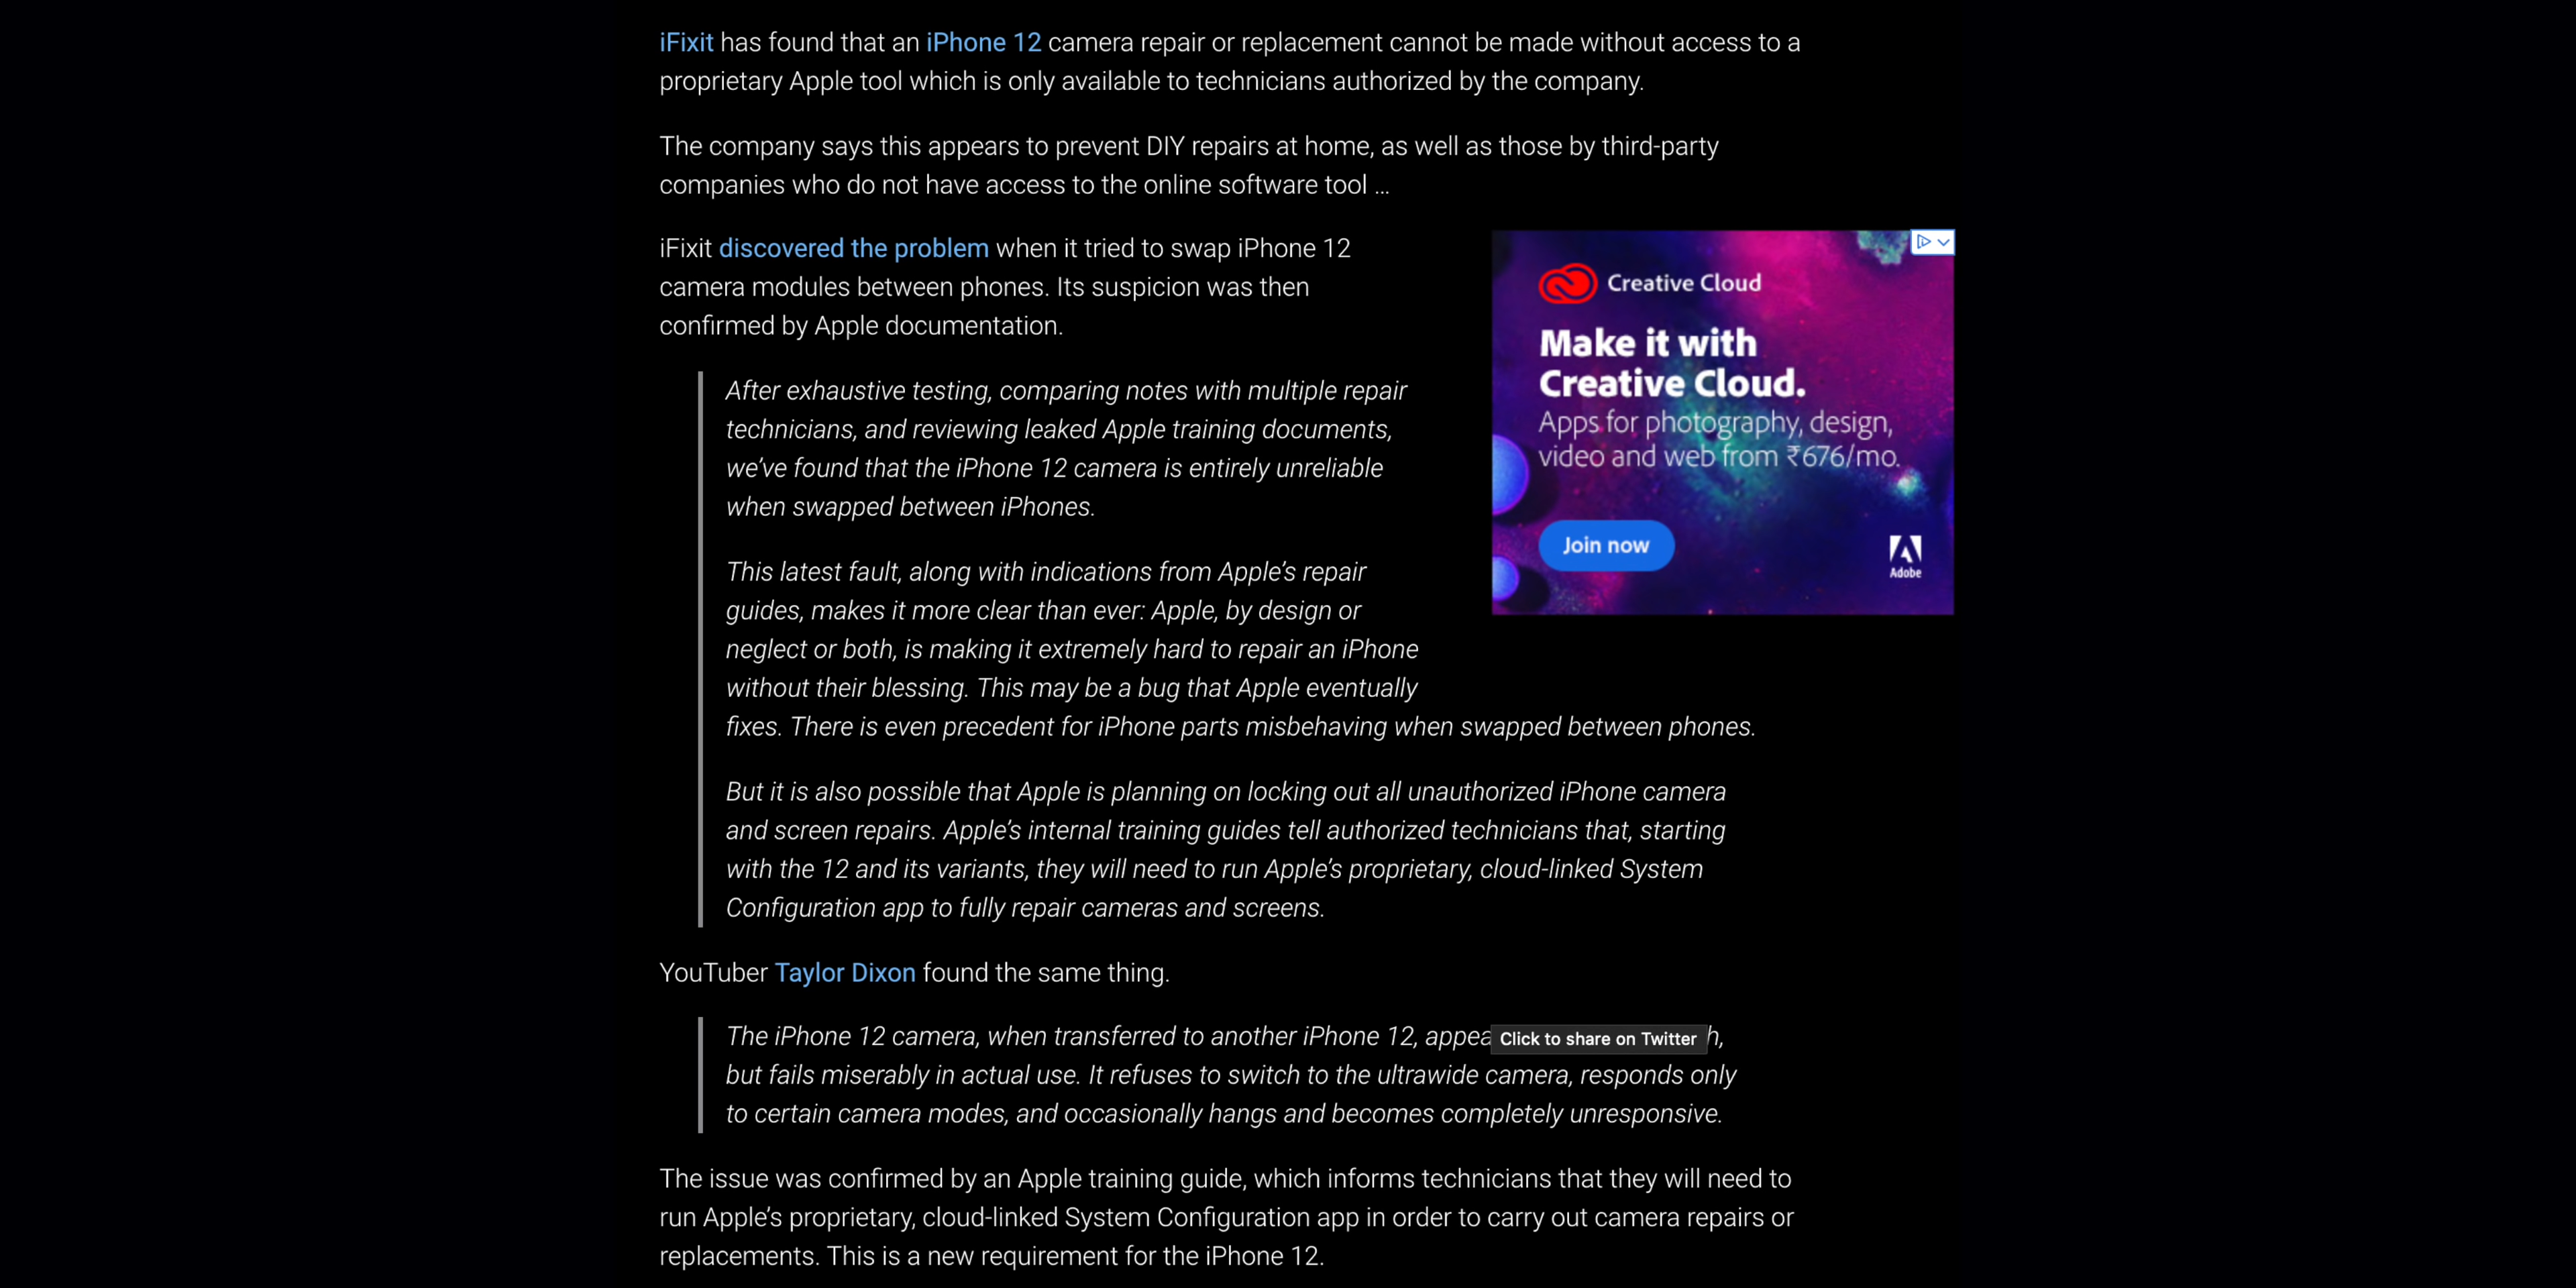 iFixit has found that an iPhone 12 camera repair or replacement cannot be made without access to a
proprietary Apple tool which is only available to technicians authorized by the company.
The company says this appears to prevent DIY repairs at home, as well as those by third-party
companies who do not have access to the online software tool …
iFixit discovered the problem when it tried to swap iPhone 12
camera modules between phones. Its suspicion was then
confirmed by Apple documentation.
After exhaustive testing, comparing notes with multiple repair
technicians, and reviewing leaked Apple training documents,
we’ve found that the iPhone 12 camera is entirely unreliable
when swapped between iPhones.
This latest fault, along with indications from Apple’s repair
guides, makes it more clear than ever: Apple, by design or
neglect or both, is making it extremely hard to repair an iPhone
without their blessing. This may be a bug that Apple eventually
fixes. There is even precedent for iPhone parts misbehaving when swapped between phones.
But it is also possible that Apple is planning on locking out all unauthorized iPhone camera
and screen repairs. Apple’s internal training guides tell authorized technicians that, starting
with the 12 and its variants, they will need to run Apple’s proprietary, cloud-linked System
Configuration app to fully repair cameras and screens.
Creative Cloud
Make it with
Creative Cloud.
Apps for photography, design,
video and web from ₹676/mo.
Join now
Adobe
YouTuber Taylor Dixon found the same thing.
The iPhone 12 camera, when transferred to another iPhone 12,
Click to share on Twitter
but fails miserably in actual use. It refuses to switch to the ultrawide camera, responds only
to certain camera modes, and occasionally hangs and becomes completely unresponsive.
The issue was confirmed by an Apple training guide, which informs technicians that they will need to
run Apple’s proprietary, cloud-linked System Configuration app in order to carry out camera repairs or
replacements. This is a new requirement for the iPhone 12.